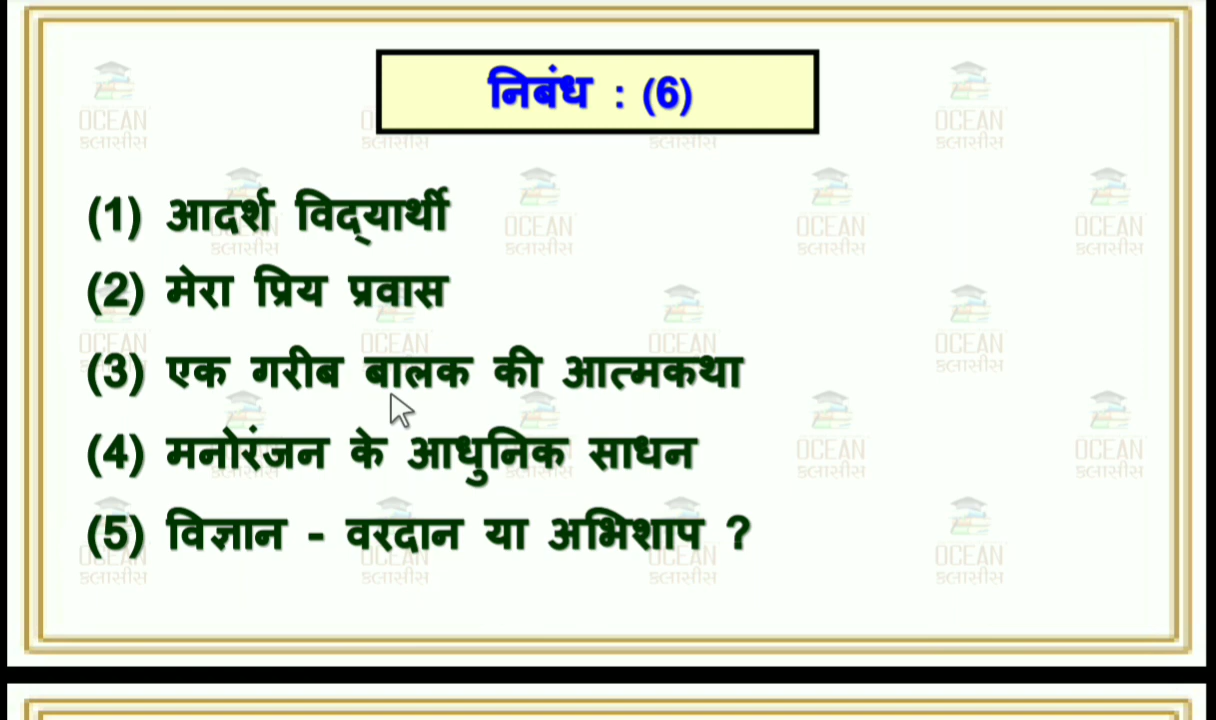 निबंध : (6)
(1) आदर्श विद्‌यार्थी
(2) मेरा प्रिय प्रवास
(3) एक गरीब बालक की आत्मकथा
(4) मनोरंजन के आधुनिक साधन
(5) विज्ञान - वरदान या अभिशाप ?
OCEAN
ક્લાસીસ